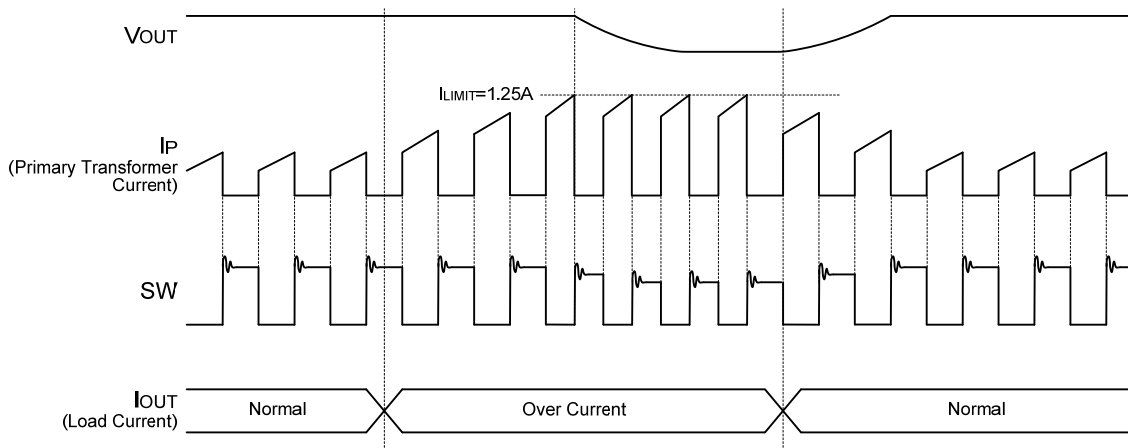 VOUT
ILIMIT=1.25A
IP
(Primary Transformer
Current)
SW
IOUT
(Load Current)
Normal
Over Current
Normal